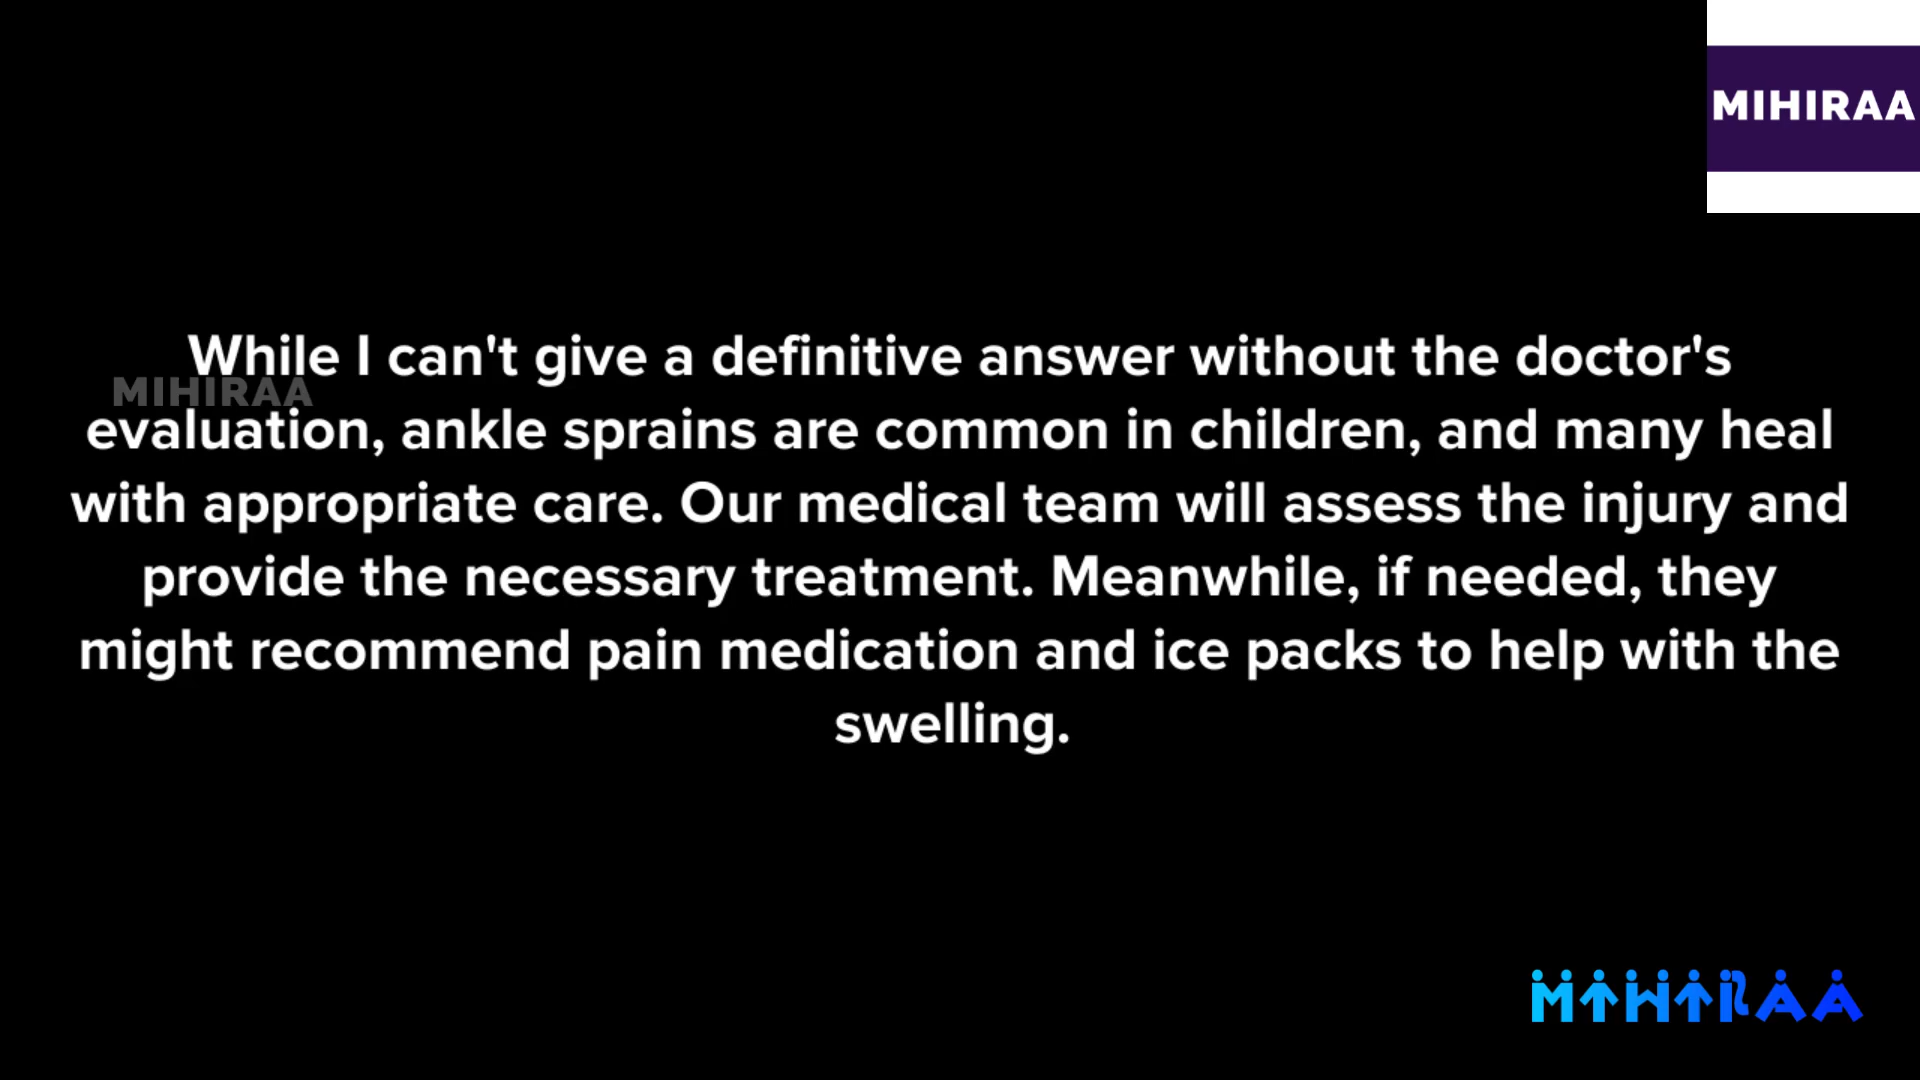 MIHIRAA
While I can't give a definitive answer without the doctor's
MIHIRAA
evaluation, ankle sprains are common in children, and many heal
with appropriate care. Our medical team will assess the injury and
provide the necessary treatment. Meanwhile, if needed, they
might recommend pain medication and ice packs to help with the
swelling.
MIHIRAA